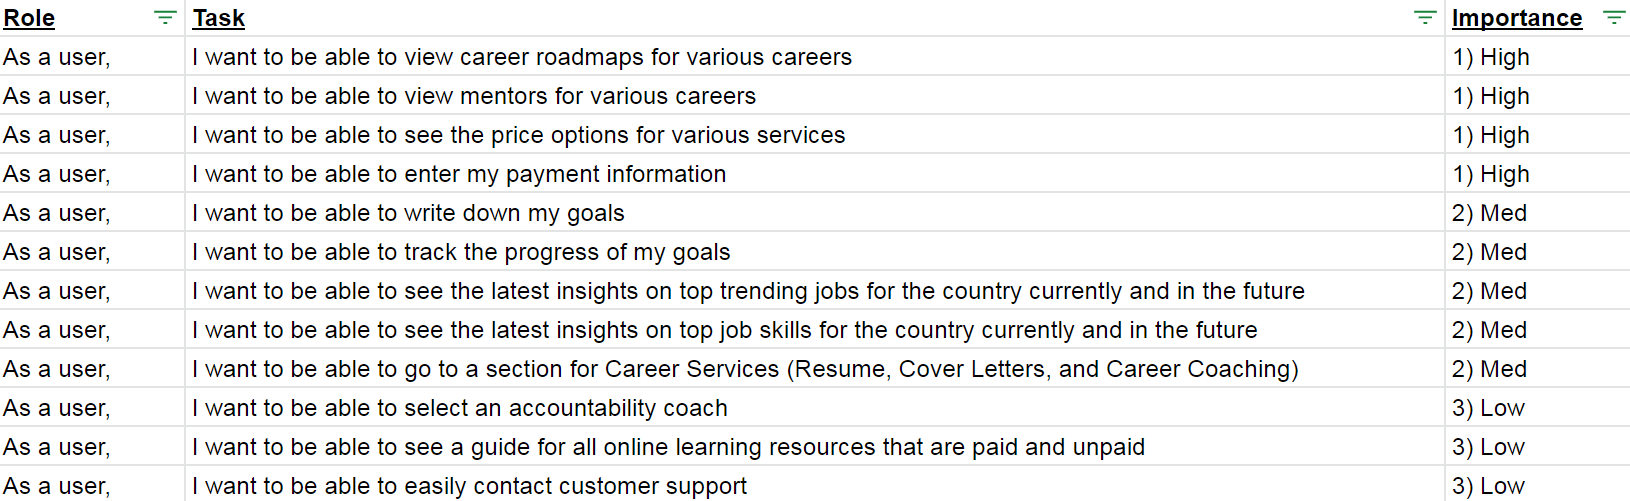 Role Task Importance
As a user, I want to be able to view career roadmaps for various careers 1) High
As a user, I want to be able to view mentors for various careers 1) High
As a user, I want to be able to see the price options for various services 1) High
As a user, I want to be able to enter my payment information 1) High
As a user, I want to be able to write down my goals 2) Med
As a user, I want to be able to track the progress of my goals 2) Med
As a user, I want to be able to see the latest insights on top trending jobs for the country currently and in the future 2) Med
As a user, I want to be able to see the latest insights on top job skills for the country currently and in the future 2) Med
As a user, I want to be able to go to a section for Career Services (Resume, Cover Letters, and Career Coaching) 2) Med
As a user, I want to be able to select an accountability coach 3) Low
As a user, I want to be able to see a guide for all online learning resources that are paid and unpaid 3) Low
As a user, I want to be able to easily contact customer support 3) Low